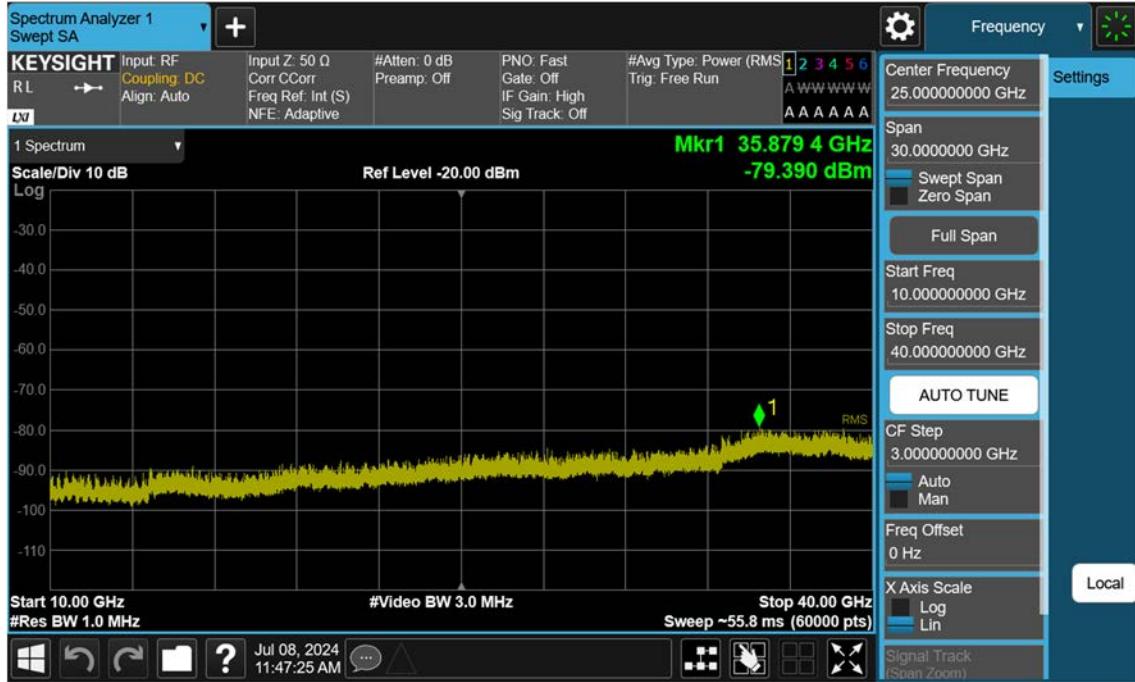 Spectrum Analyzer 1
Swept SA
Frequency
KEYSIGHT
R L
LXI
Input: RF
Coupling: DC
Align: Auto
Input Z: 50 Ω
Corr CCorr
Freq Ref: Int (S)
NFE: Adaptive
#Atten: 0 dB
Preamp: Off
PNO: Fast
Gate: Off
IF Gain: High
Sig Track: Off
#Avg Type: Power (RMS
Trig: Free Run
1 2 3 4 5 6
A W W W W W
A A A A A A
1 Spectrum
Scale/Div 10 dB
Ref Level -20.00 dBm
Mkr1 35.879 4 GHz
-79.390 dBm
Log
-30.0
-40.0
-50.0
-60.0
-70.0
-80.0
-90.0
-100
-110
1
RMS
Start 10.00 GHz
#Res BW 1.0 MHz
#Video BW 3.0 MHz
Stop 40.00 GHz
Sweep ~55.8 ms (60000 pts)
Jul 08, 2024
11:47:25 AM
Center Frequency
25.000000000 GHz
Span
30.0000000 GHz
Swept Span
Zero Span
Full Span
Start Freq
10.000000000 GHz
Stop Freq
40.000000000 GHz
AUTO TUNE
CF Step
3.000000000 GHz
Auto
Man
Freq Offset
0 Hz
X Axis Scale
Log
Lin
Signal Track
(Span Zoom)
Settings
Local